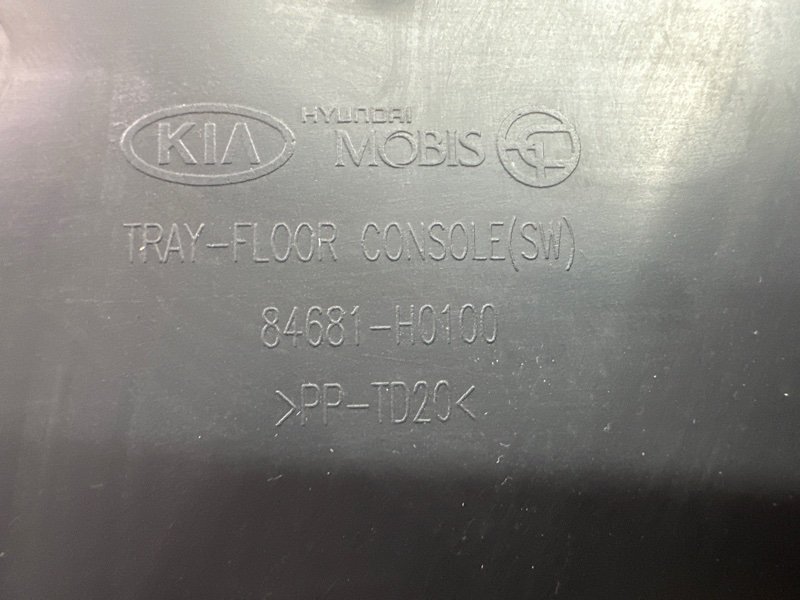 KIA HYUNDAI MOBIS
TRAY-FLOOR CONSOLE(SW)
84681-H0100
>PP-TD20<